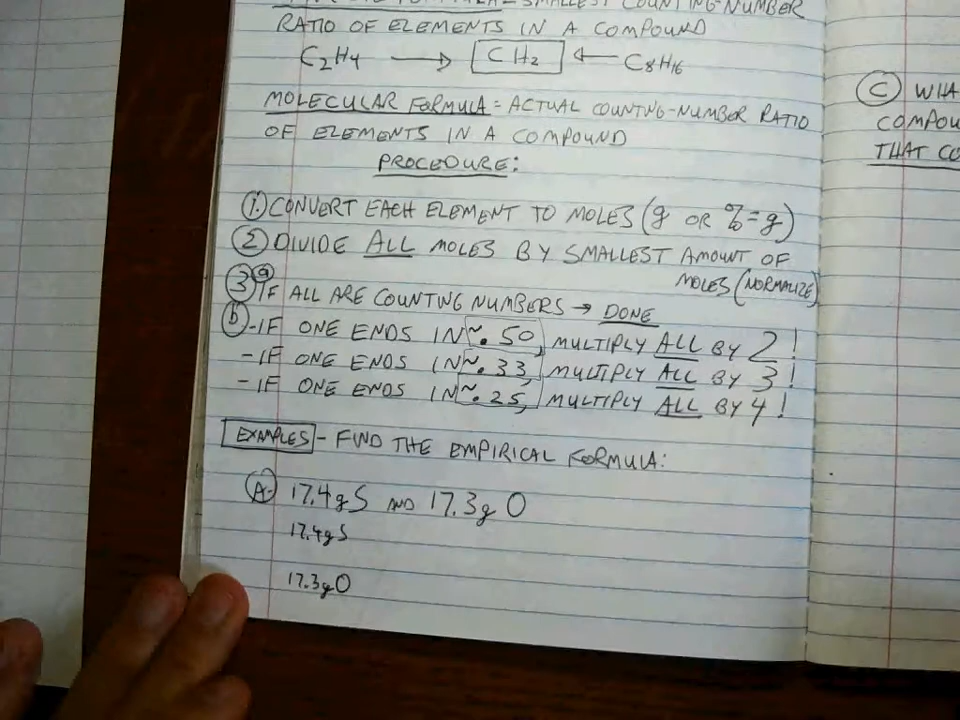 SMALLEST COUNTING-NUMBER
RATIO OF ELEMENTS IN A COMPOUND
C2H4 → CH2 ← C8H16
MOLECULAR FORMULA = ACTUAL COUNTING-NUMBER RATIO
OF ELEMENTS IN A COMPOUND
PROCEDURE:
① CONVERT EACH ELEMENT TO MOLES (g OR % = g)
② DIVIDE ALL MOLES BY SMALLEST AMOUNT OF
MOLES (NORMALIZE)
③ⓐ IF ALL ARE COUNTING NUMBERS → DONE
ⓑ -IF ONE ENDS IN ~.50, MULTIPLY ALL BY 2!
-IF ONE ENDS IN ~.33, MULTIPLY ALL BY 3!
-IF ONE ENDS IN ~.25, MULTIPLY ALL BY 4!
EXAMPLES - FIND THE EMPIRICAL FORMULA:
Ⓐ 17.4g S AND 17.3g O
17.4g S
17.3g O
Ⓒ WHA
COMPOU
THAT CO